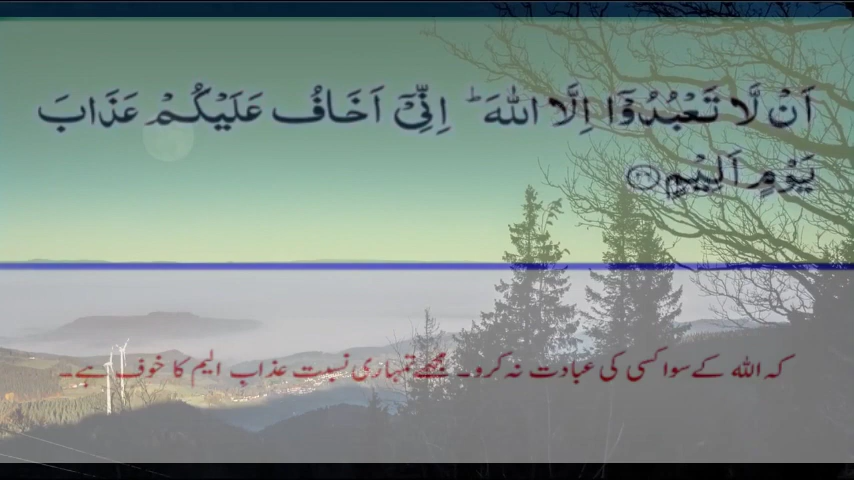 اَنْ لَّا تَعْبُدُوْۤا اِلَّا اللّٰهَ ؕ اِنِّیْۤ اَخَافُ عَلَیْكُمْ عَذَابَ
یَوْمٍ اَلِیْمٍ ۝۲۶
کہ اللہ کے سوا کسی کی عبادت نہ کرو۔ مجھے تمہاری نسبت عذاب الیم کا خوف ہے۔